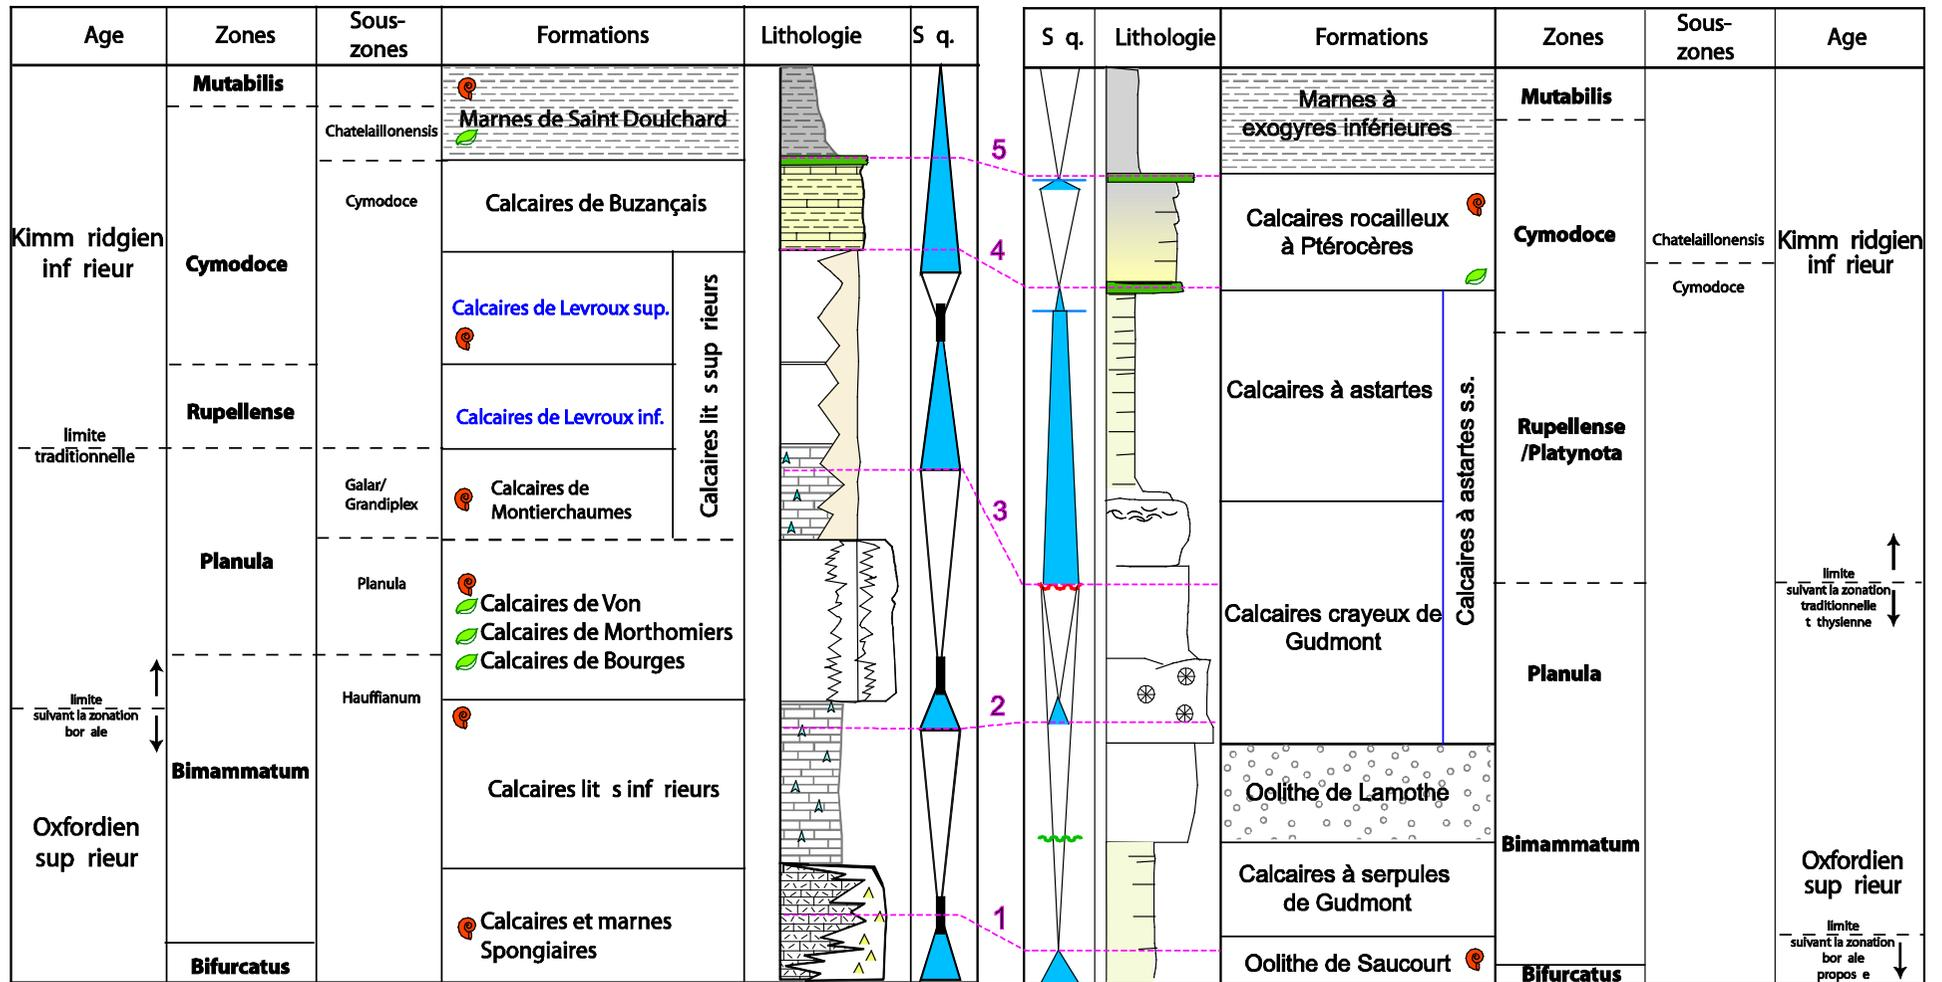 Age
Zones
Sous-
zones
Formations
Lithologie
S q.
S q.
Lithologie
Formations
Zones
Sous-
zones
Age
Kimm ridgien
inf rieur
limite
traditionnelle
limite
suivant la zonation
bor ale
Oxfordien
sup rieur
Mutabilis
Cymodoce
Rupellense
Planula
Bimammatum
Bifurcatus
Chatelaillonensis
Cymodoce
Galar/
Grandiplex
Planula
Hauffianum
Marnes de Saint Doulchard
Calcaires de Buzançais
Calcaires de Levroux sup.
Calcaires de Levroux inf.
Calcaires de
Montierchaumes
Calcaires lit s sup rieurs
Calcaires de Von
Calcaires de Morthomiers
Calcaires de Bourges
Calcaires lit s inf rieurs
Calcaires et marnes
Spongiaires
5
4
3
2
1
Marnes à
exogyres inférieures
Calcaires rocailleux
à Ptérocères
Calcaires à astartes
Calcaires crayeux de
Gudmont
Calcaires à astartes s.s.
Oolithe de Lamothe
Calcaires à serpules
de Gudmont
Oolithe de Saucourt
Mutabilis
Cymodoce
Rupellense
/Platynota
Planula
Bimammatum
Bifurcatus
Chatelaillonensis
Cymodoce
Kimm ridgien
inf rieur
limite
suivant la zonation
traditionnelle
t thysienne
Oxfordien
sup rieur
limite
suivant la zonation
bor ale
propos e